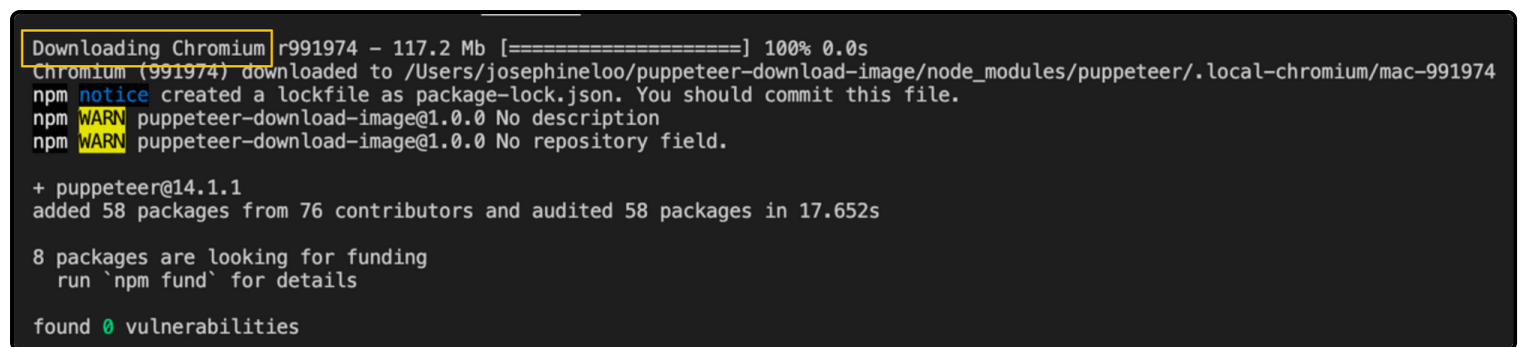 Downloading Chromium r991974 - 117.2 Mb [====================] 100% 0.0s
Chromium (991974) downloaded to /Users/josephineloo/puppeteer-download-image/node_modules/puppeteer/.local-chromium/mac-991974
npm notice created a lockfile as package-lock.json. You should commit this file.
npm WARN puppeteer-download-image@1.0.0 No description
npm WARN puppeteer-download-image@1.0.0 No repository field.
+ puppeteer@14.1.1
added 58 packages from 76 contributors and audited 58 packages in 17.652s
8 packages are looking for funding
run `npm fund` for details
found 0 vulnerabilities